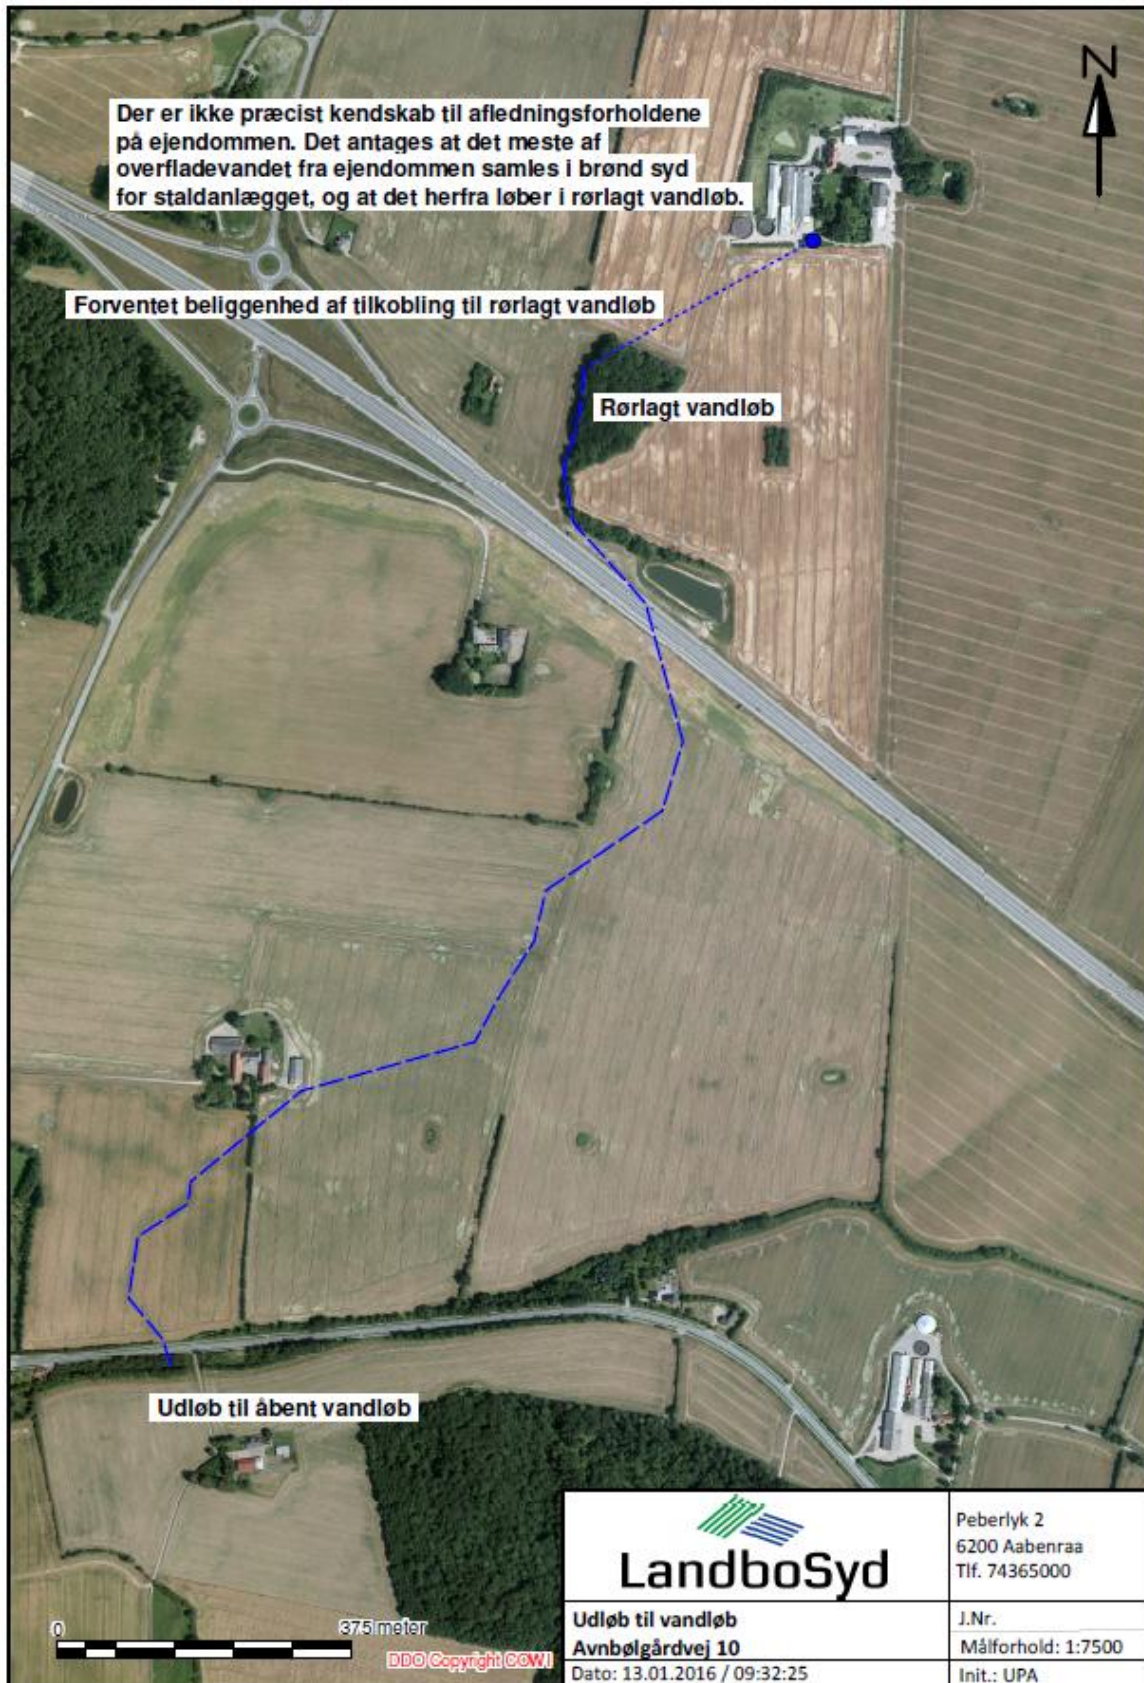 N
Der er ikke præcist kendskab til afledningsforholdene
på ejendommen. Det antages at det meste af
overfladevandet fra ejendommen samles i brønd syd
for staldanlægget, og at det herfra løber i rørlagt vandløb.
Forventet beliggenhed af tilkobling til rørlagt vandløb
Rørlagt vandløb
Udløb til åbent vandløb
0 375 meter
DDO Copyright COWI
LandboSyd
Peberlyk 2
6200 Aabenraa
Tlf. 74365000
Udløb til vandløb
Avnbølgårdvej 10
Dato: 13.01.2016 / 09:32:25
J.Nr.
Målforhold: 1:7500
Init.: UPA